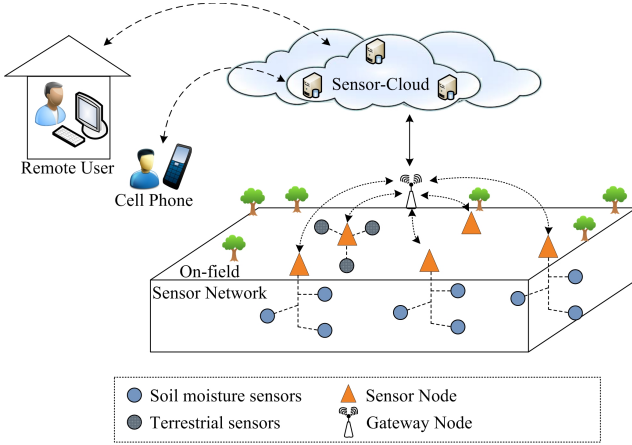 Sensor-Cloud
Remote User
Cell Phone
On-field
Sensor Network
Soil moisture sensors
Sensor Node
Terrestrial sensors
Gateway Node